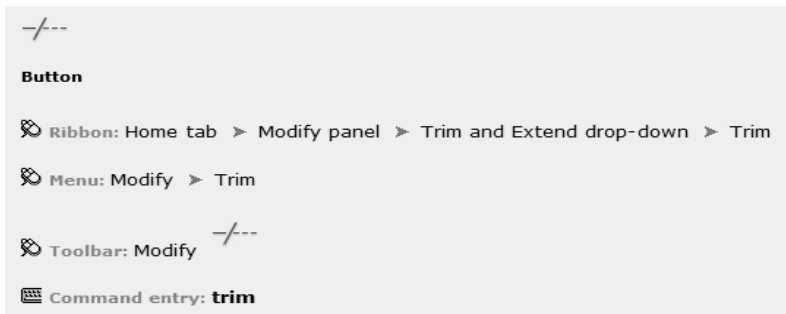 Button
Ribbon: Home tab ➤ Modify panel ➤ Trim and Extend drop-down ➤ Trim
Menu: Modify ➤ Trim
Toolbar: Modify
Command entry: trim